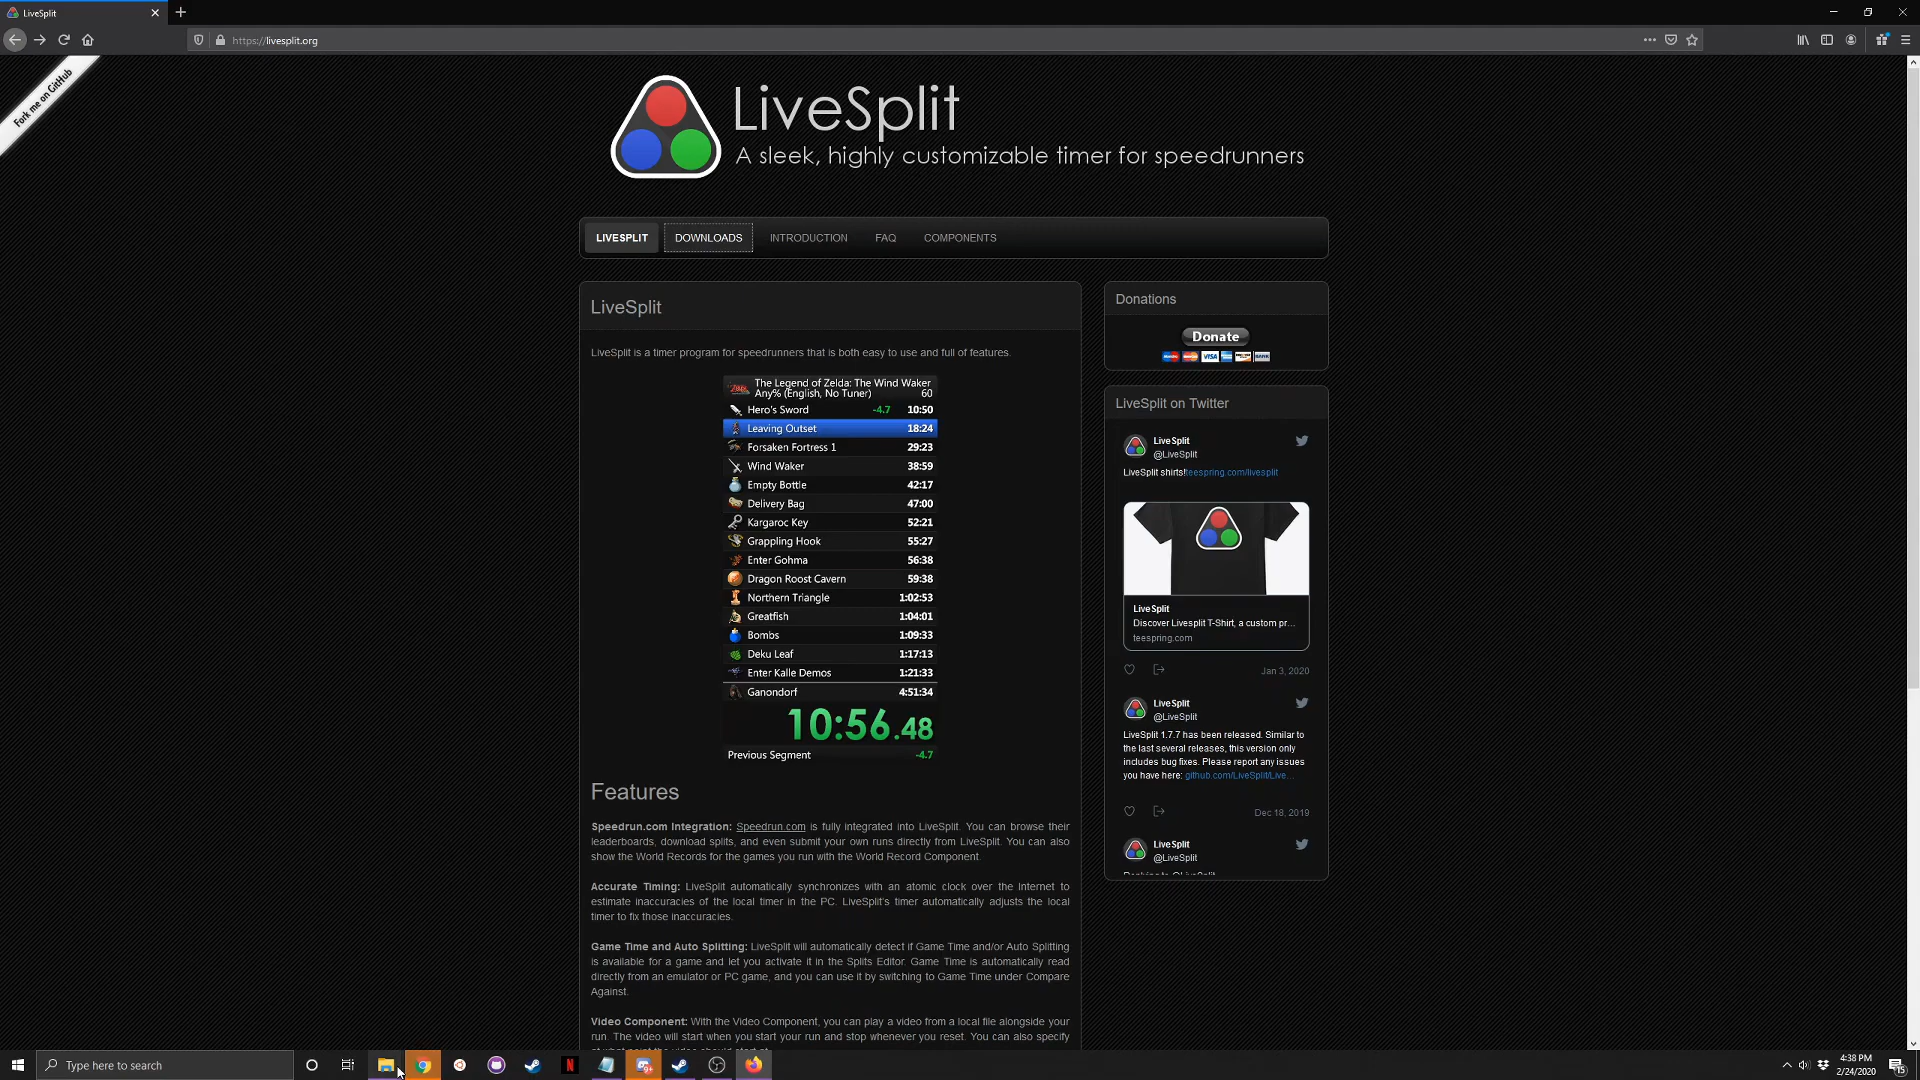 LiveSplit
https://livesplit.org
Fork me on GitHub
LiveSplit
A sleek, highly customizable timer for speedrunners
LIVESPLIT
DOWNLOADS
INTRODUCTION
FAQ
COMPONENTS
LiveSplit
LiveSplit is a timer program for speedrunners that is both easy to use and full of features.
The Legend of Zelda: The Wind Waker
Any% (English, No Tuner) 60
Hero's Sword -4.7 10:50
Leaving Outset 18:24
Forsaken Fortress 1 29:23
Wind Waker 38:59
Empty Bottle 42:17
Delivery Bag 47:00
Kargaroc Key 52:21
Grappling Hook 55:27
Enter Gohma 56:38
Dragon Roost Cavern 59:38
Northern Triangle 1:02:53
Greatfish 1:04:01
Bombs 1:09:33
Deku Leaf 1:17:13
Enter Kalle Demos 1:21:33
Ganondorf 4:51:34
10:56.48
Previous Segment -4.7
Features
Speedrun.com Integration: Speedrun.com is fully integrated into LiveSplit. You can browse their
leaderboards, download splits, and even submit your own runs directly from LiveSplit. You can also
show the World Records for the games you run with the World Record Component.
Accurate Timing: LiveSplit automatically synchronizes with an atomic clock over the Internet to
estimate inaccuracies of the local timer in the PC. LiveSplit's timer automatically adjusts the local
timer to fix those inaccuracies.
Game Time and Auto Splitting: LiveSplit will automatically detect if Game Time and/or Auto Splitting
is available for a game and let you activate it in the Splits Editor. Game Time is automatically read
directly from an emulator or PC game, and you can use it by switching to Game Time under Compare
Against.
Video Component: With the Video Component, you can play a video from a local file alongside your
run. The video will start when you start your run and stop whenever you reset. You can also specify
Donations
Donate
VISA
BANK
LiveSplit on Twitter
LiveSplit
@LiveSplit
LiveSplit shirts!teespring.com/livesplit
LiveSplit
Discover Livesplit T-Shirt, a custom pr...
teespring.com
Jan 3, 2020
LiveSplit
@LiveSplit
LiveSplit 1.7.7 has been released. Similar to
the last several releases, this version only
includes bug fixes. Please report any issues
you have here: github.com/LiveSplit/Live...
Dec 18, 2019
LiveSplit
@LiveSplit
Replying to @LiveSplit
Type here to search
N
9+
4:38 PM
2/24/2020
15